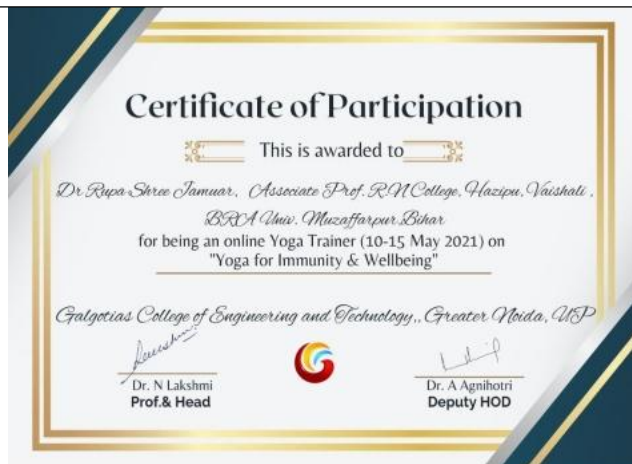 Certificate of Participation
This is awarded to
Dr Rupa Shree Jamuar, Associate Prof. R.N College, Hazipu, Vaishali ,
BRA Univ. Muzaffarpur Bihar
for being an online Yoga Trainer (10-15 May 2021) on
"Yoga for Immunity & Wellbeing"
Galgotias College of Engineering and Technology,, Greater Noida, UP
Dr. N Lakshmi
Prof.& Head
Dr. A Agnihotri
Deputy HOD